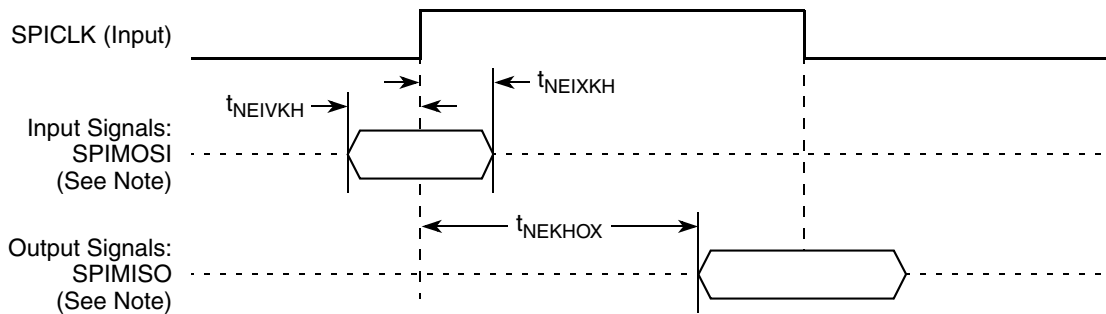 SPICLK (Input)
tNEIVKH
tNEIXKH
Input Signals:
SPIMOSI
(See Note)
tNEKHOX
Output Signals:
SPIMISO
(See Note)